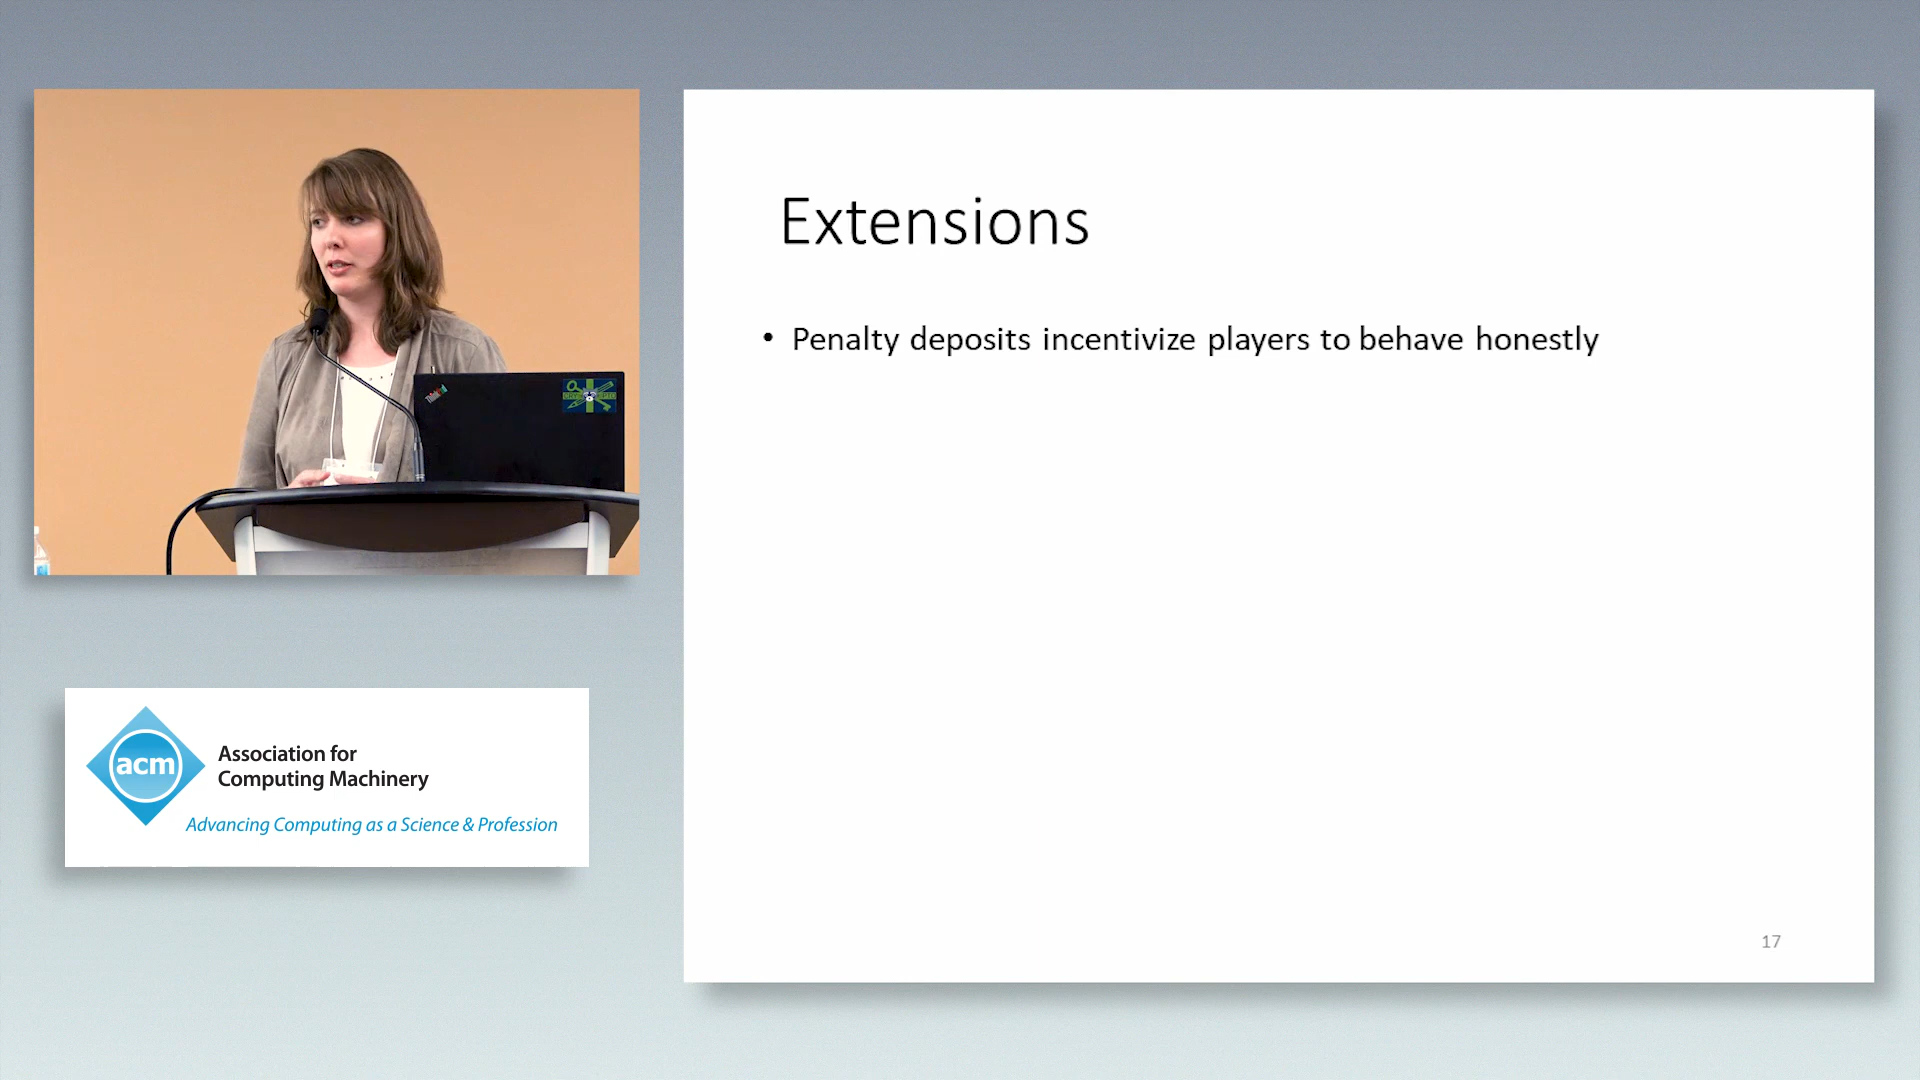 Extensions
• Penalty deposits incentivize players to behave honestly
17
acm
Association for
Computing Machinery
Advancing Computing as a Science & Profession